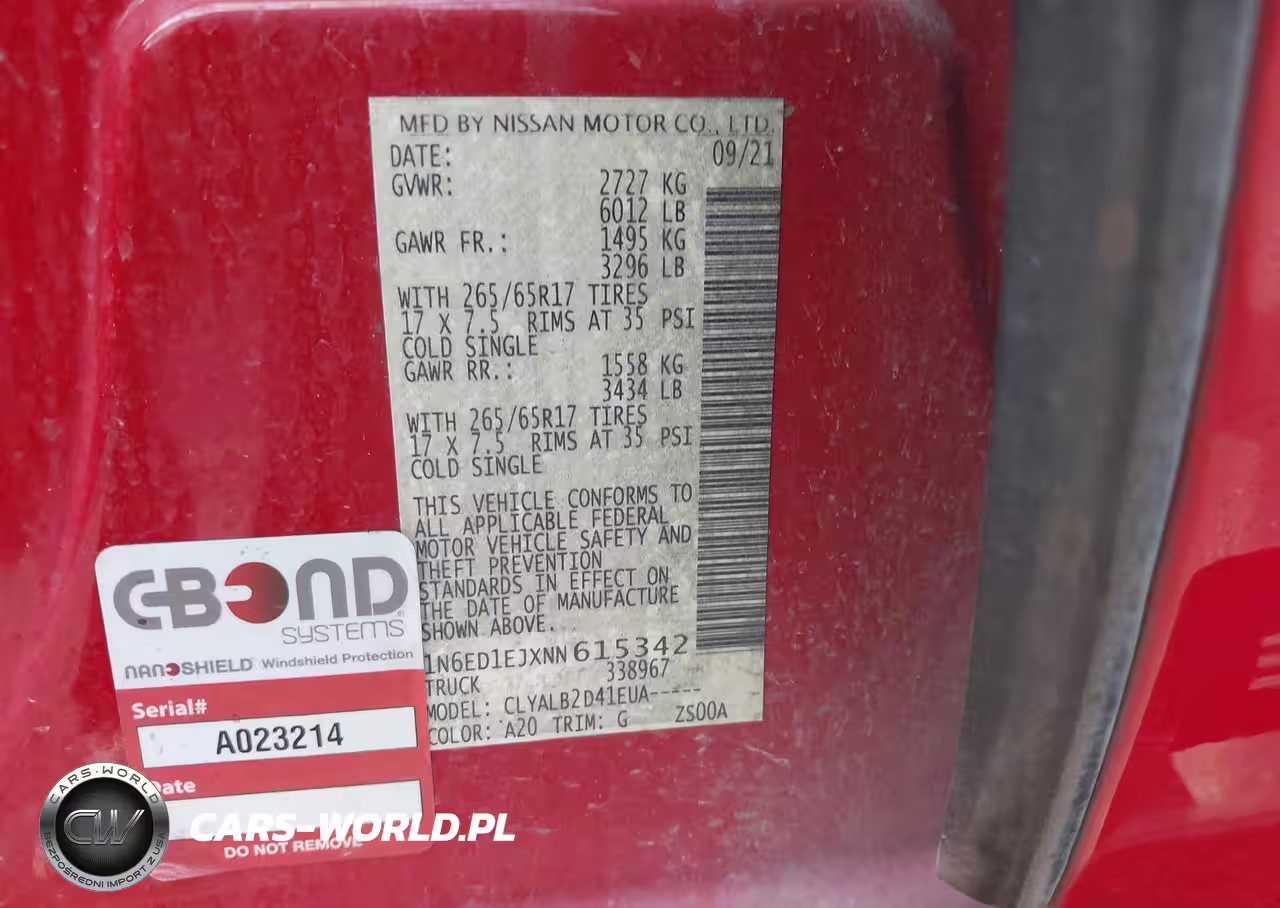 MFD BY NISSAN MOTOR CO., LTD.
DATE: 09/21
GVWR: 2727 KG
6012 LB
GAWR FR.: 1495 KG
3296 LB
WITH 265/65R17 TIRES
17 X 7.5 RIMS AT 35 PSI
COLD SINGLE
GAWR RR.: 1558 KG
3434 LB
WITH 265/65R17 TIRES
17 X 7.5 RIMS AT 35 PSI
COLD SINGLE
THIS VEHICLE CONFORMS TO
ALL APPLICABLE FEDERAL
MOTOR VEHICLE SAFETY AND
THEFT PREVENTION
STANDARDS IN EFFECT ON
THE DATE OF MANUFACTURE
SHOWN ABOVE.
1N6ED1EJXNN 615342
TRUCK 338967
MODEL: CLYALB2D41EUA-----
COLOR: A20 TRIM: G ZS00A
C-BOND
SYSTEMS
NANOSHIELD Windshield Protection
Serial#
A023214
Date
DO NOT REMOVE
CARS-WORLD
CW
BEZPOŚREDNI IMPORT Z USA
CARS-WORLD.PL